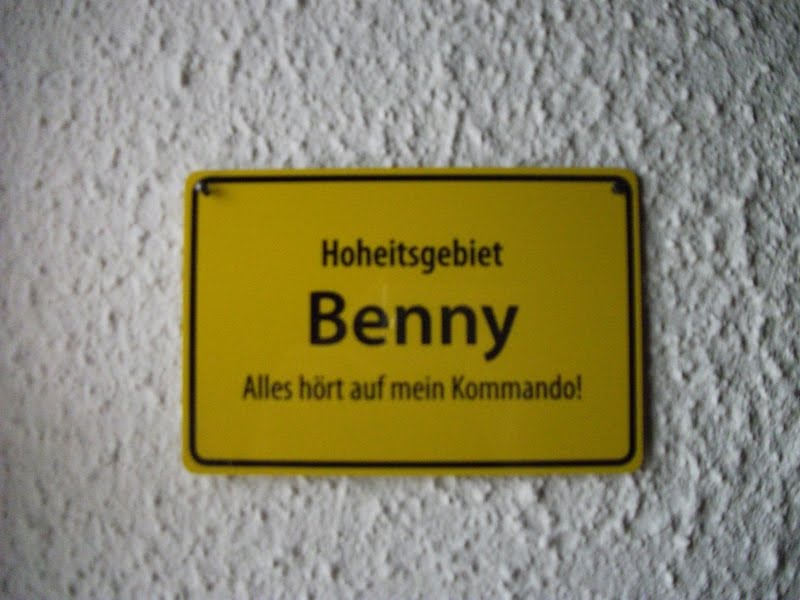 Hoheitsgebiet
Benny
Alles hört auf mein Kommando!